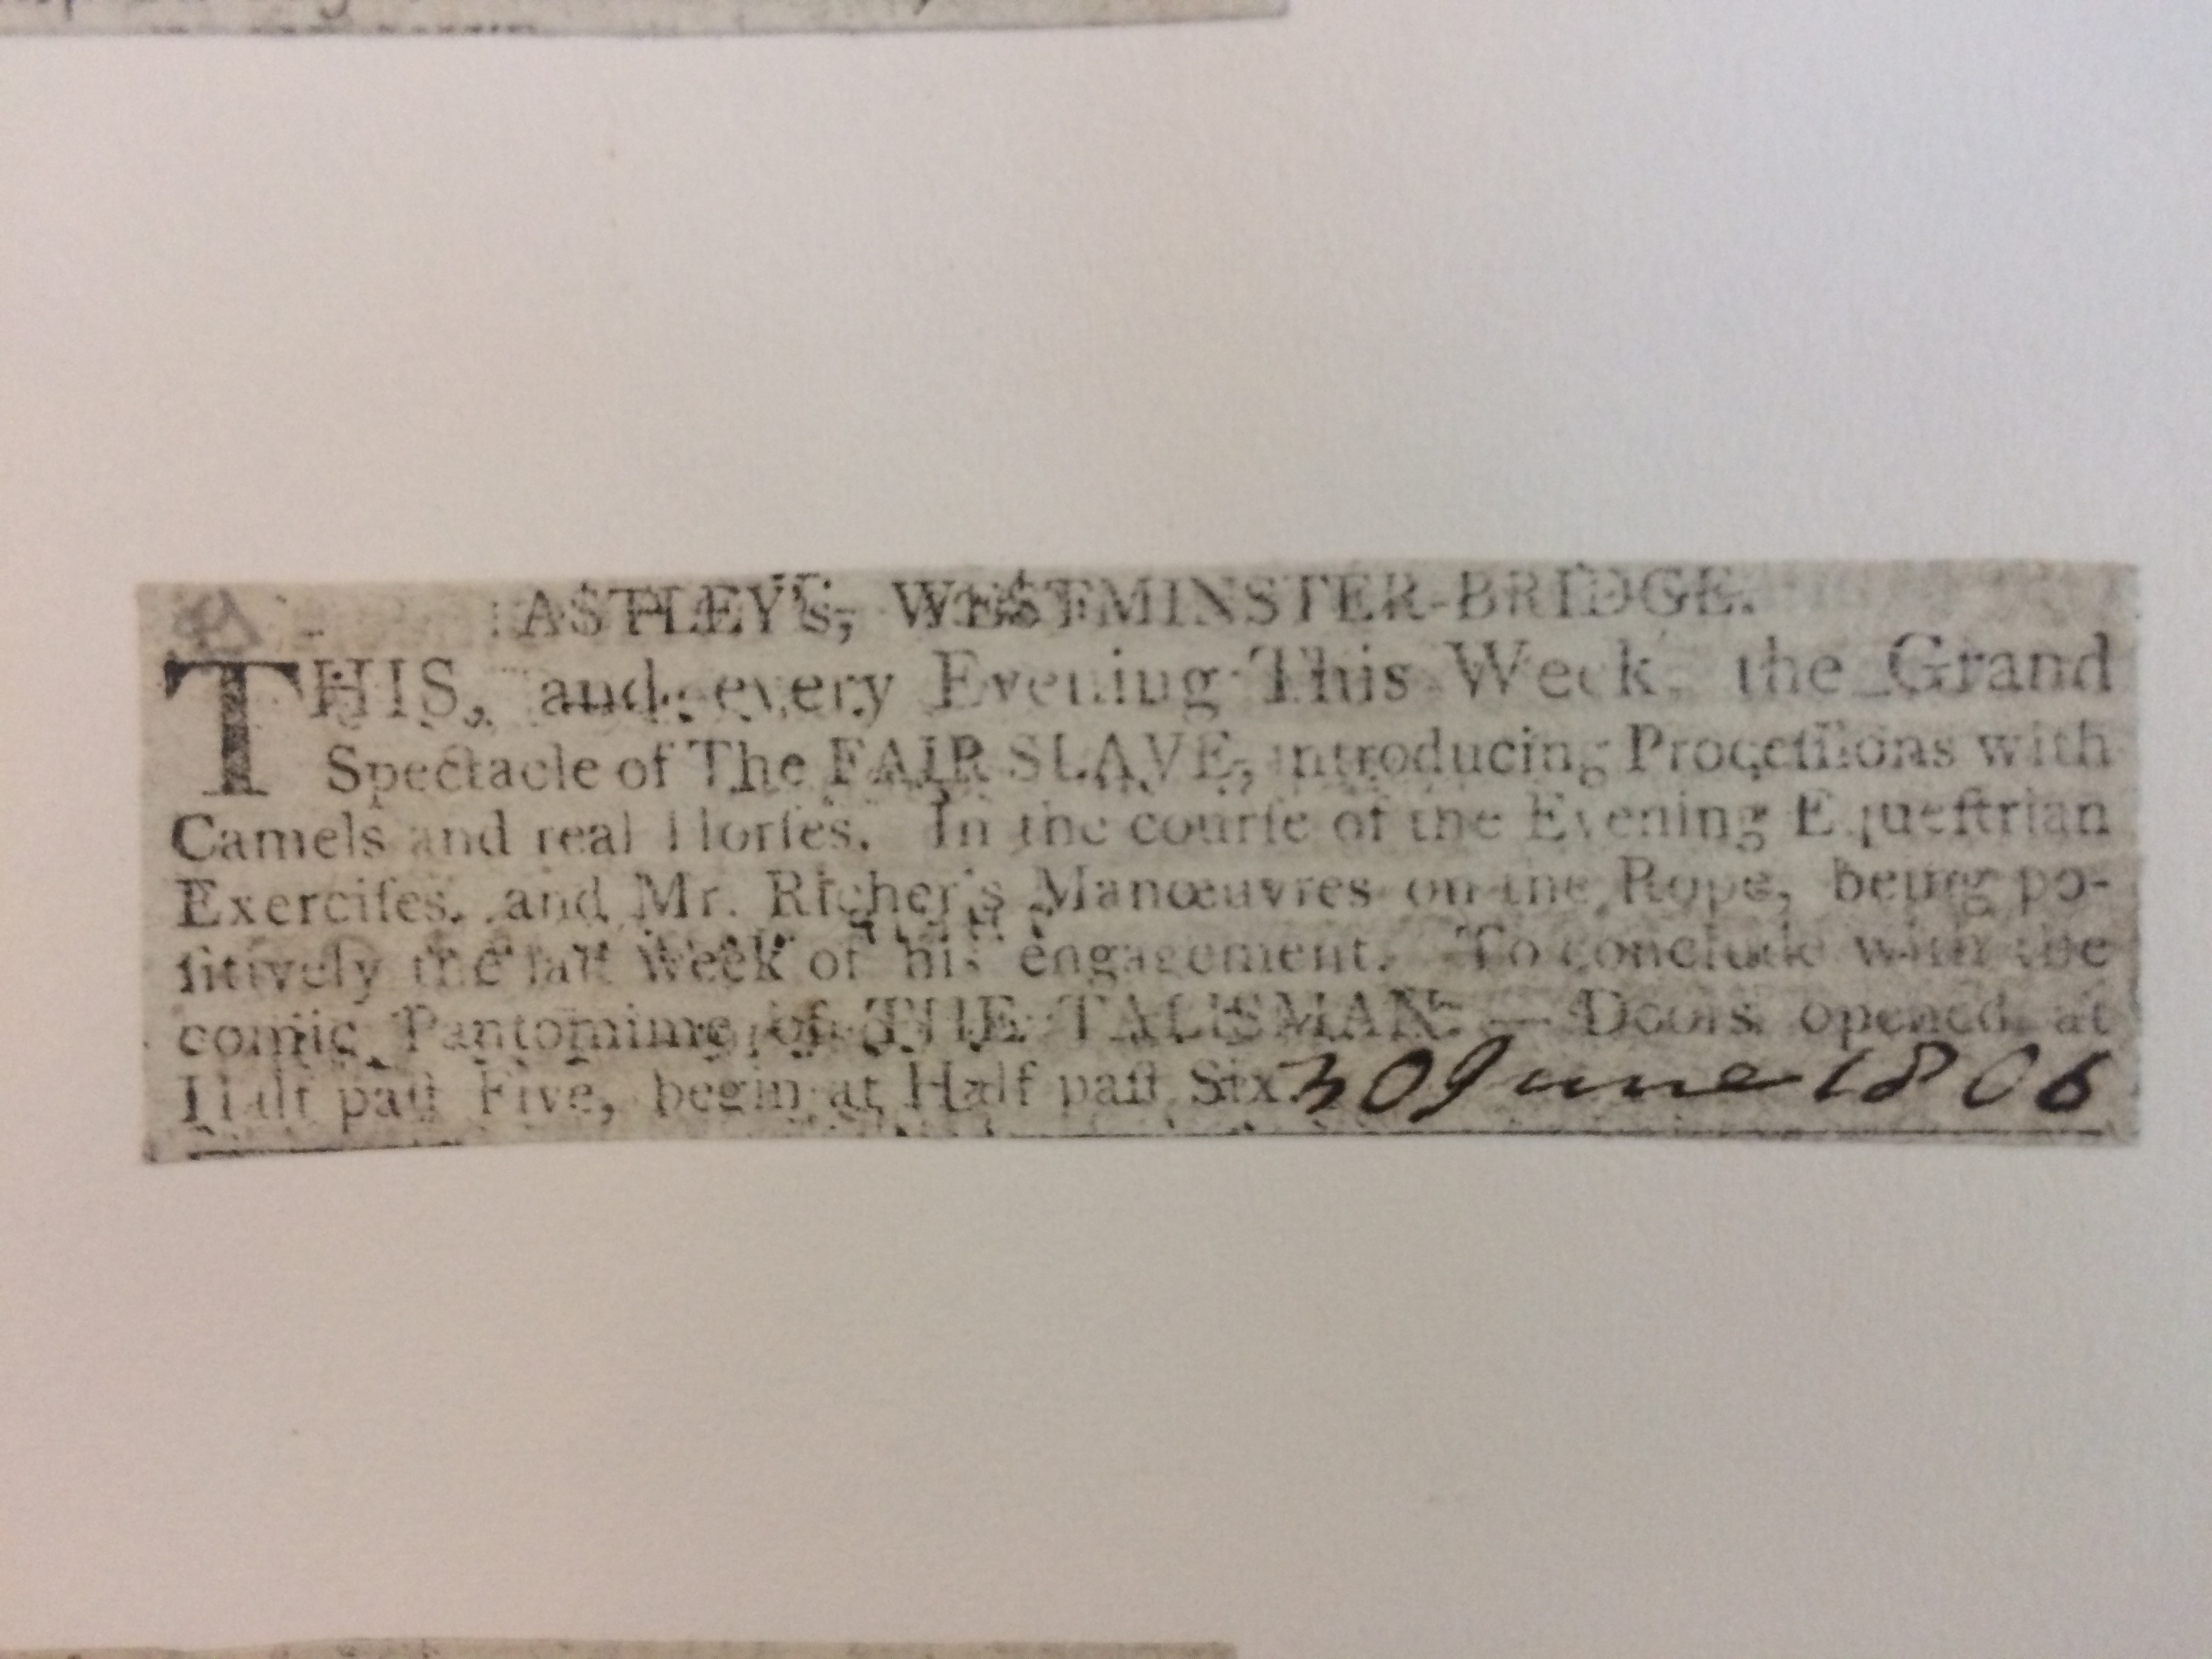 ASTLEY's, WESTMINSTER-BRIDGE.
THIS, and every Evening This Week, the Grand
Spectacle of The FAIR SLAVE, introducing Proceſſions with
Camels and real Horſes. In the courſe of the Evening Equeſtrian
Exerciſes, and Mr. Richer's Manœuvres on the Rope, being po-
ſitively the laſt Week of his engagement. To conclude with the
comic Pantomime of THE TALISMAN.—Doors opened at
Half paſt Five, begin at Half paſt Six. 30 June 1806